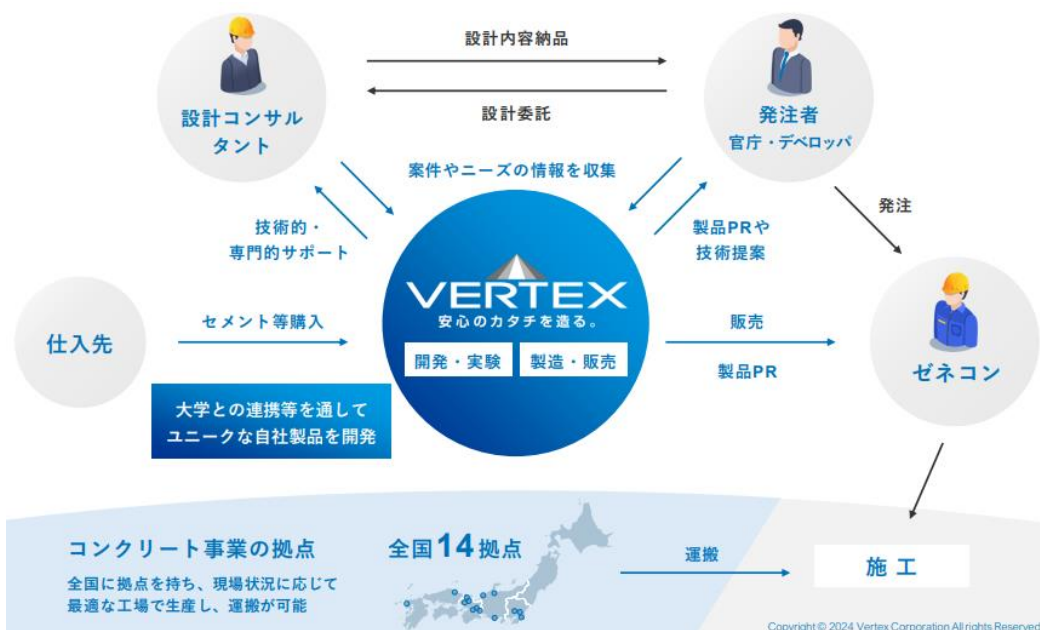 設計内容納品
設計委託
設計コンサル
タント
発注者
官庁・デベロッパ
案件やニーズの情報を収集
技術的・
専門的サポート
製品PRや
技術提案
発注
VERTEX
安心のカタチを造る。
開発・実験
製造・販売
仕入先
セメント等購入
販売
製品PR
ゼネコン
大学との連携等を通して
ユニークな自社製品を開発
コンクリート事業の拠点
全国に拠点を持ち、現場状況に応じて
最適な工場で生産し、運搬が可能
全国14拠点
運搬
施工
Copyright © 2024 Vertex Corporation All rights Reserved